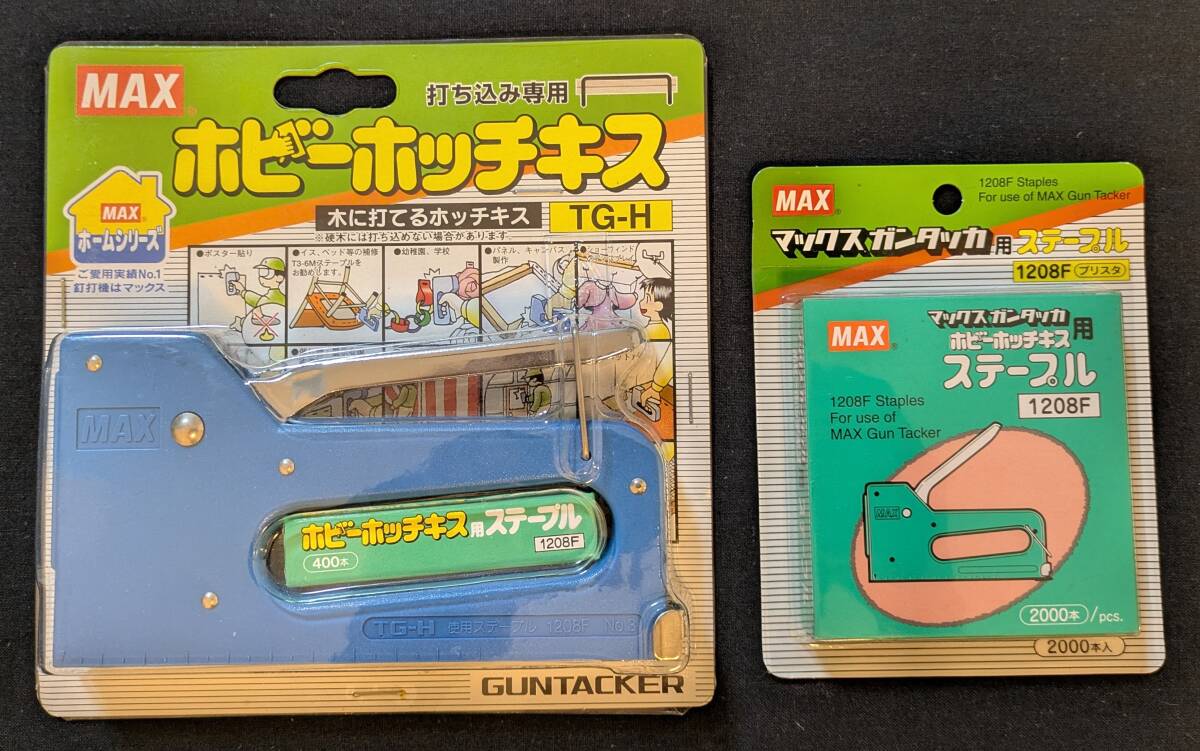 MAX
打ち込み専用
ホビーホッチキス
木に打てるホッチキス
TG-H
※硬木には打ち込めない場合があります。
MAX
ホームシリーズ
ご愛用実績No.1
釘打機はマックス
●ポスター貼り
●イス、ベッド等の補修
T3-6Mステープルを
お勧めします。
●幼稚園、学校
●パネル、キャンバス
製作
MAX
ホビーホッチキス用ステープル
400本
1208F
TG-H 使用ステープル 1208F No.3
GUNTACKER
MAX
1208F Staples
For use of MAX Gun Tacker
マックスガンタッカ用ステープル
1208F ブリスタ
MAX
マックスガンタッカ
ホビーホッチキス用
ステープル
1208F
1208F Staples
For use of
MAX Gun Tacker
MAX
2000本/pcs.
2000本入